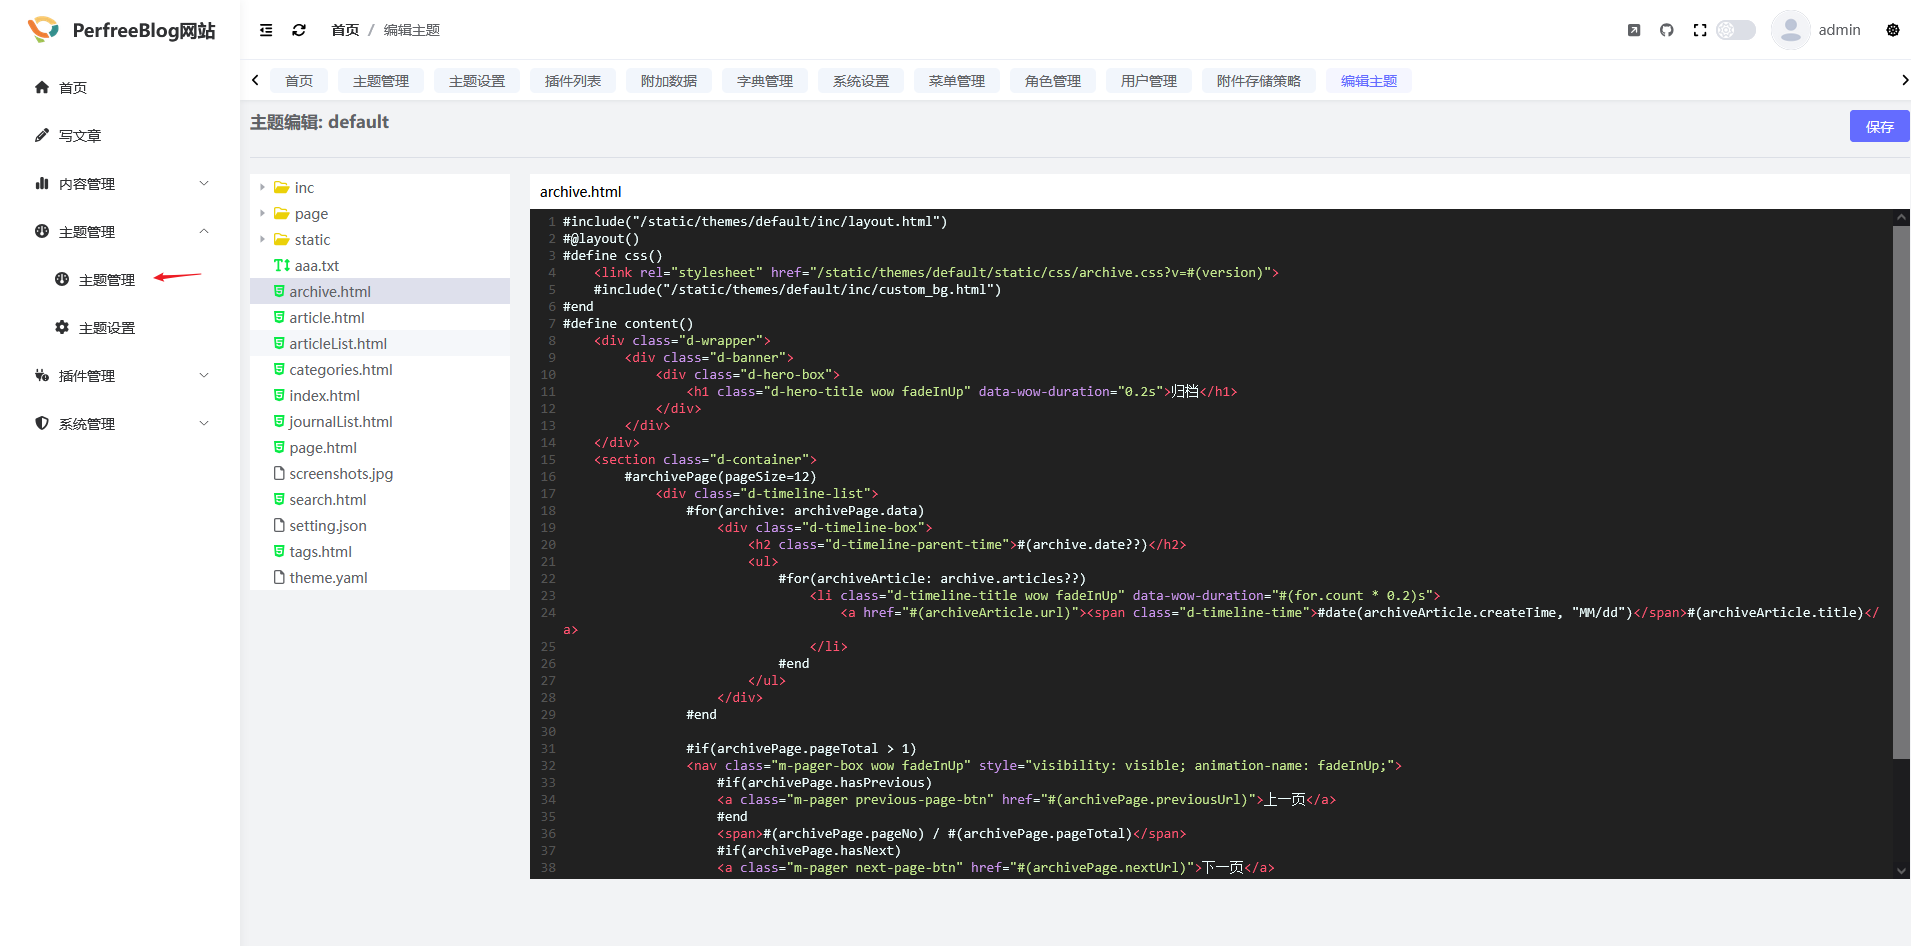 PerfreeBlog网站
首页
写文章
内容管理
主题管理
主题管理
主题设置
插件管理
系统管理
首页 / 编辑主题
admin
首页 主题管理 主题设置 插件列表 附加数据 字典管理 系统设置 菜单管理 角色管理 用户管理 附件存储策略 编辑主题
主题编辑: default
保存
inc
page
static
aaa.txt
archive.html
article.html
articleList.html
categories.html
index.html
journalList.html
page.html
screenshots.jpg
search.html
setting.json
tags.html
theme.yaml
archive.html
1 #include("/static/themes/default/inc/layout.html")
2 #@layout()
3 #define css()
4 <link rel="stylesheet" href="/static/themes/default/static/css/archive.css?v=#(version)">
5 #include("/static/themes/default/inc/custom_bg.html")
6 #end
7 #define content()
8 <div class="d-wrapper">
9 <div class="d-banner">
10 <div class="d-hero-box">
11 <h1 class="d-hero-title wow fadeInUp" data-wow-duration="0.2s">归档</h1>
12 </div>
13 </div>
14 </div>
15 <section class="d-container">
16 #archivePage(pageSize=12)
17 <div class="d-timeline-list">
18 #for(archive: archivePage.data)
19 <div class="d-timeline-box">
20 <h2 class="d-timeline-parent-time">#(archive.date??)</h2>
21 <ul>
22 #for(archiveArticle: archive.articles??)
23 <li class="d-timeline-title wow fadeInUp" data-wow-duration="#(for.count * 0.2)s">
24 <a href="#(archiveArticle.url)"><span class="d-timeline-time">#date(archiveArticle.createTime, "MM/dd")</span>#(archiveArticle.title)</
a>
25 </li>
26 #end
27 </ul>
28 </div>
29 #end
30
31 #if(archivePage.pageTotal > 1)
32 <nav class="m-pager-box wow fadeInUp" style="visibility: visible; animation-name: fadeInUp;">
33 #if(archivePage.hasPrevious)
34 <a class="m-pager previous-page-btn" href="#(archivePage.previousUrl)">上一页</a>
35 #end
36 <span>#(archivePage.pageNo) / #(archivePage.pageTotal)</span>
37 #if(archivePage.hasNext)
38 <a class="m-pager next-page-btn" href="#(archivePage.nextUrl)">下一页</a>